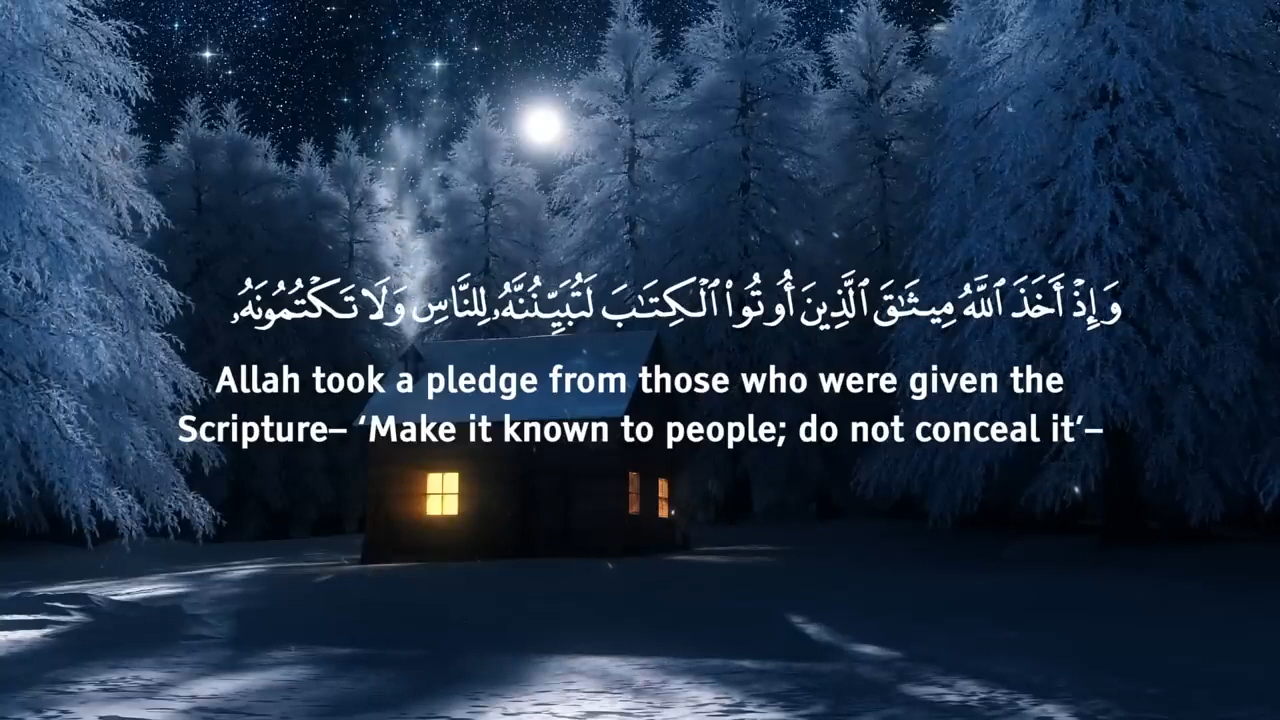 وَإِذْ أَخَذَ ٱللَّهُ مِيثَـٰقَ ٱلَّذِينَ أُوتُوا۟ ٱلْكِتَـٰبَ لَتُبَيِّنُنَّهُۥ لِلنَّاسِ وَلَا تَكْتُمُونَهُۥ
Allah took a pledge from those who were given the
Scripture– ‘Make it known to people; do not conceal it’–